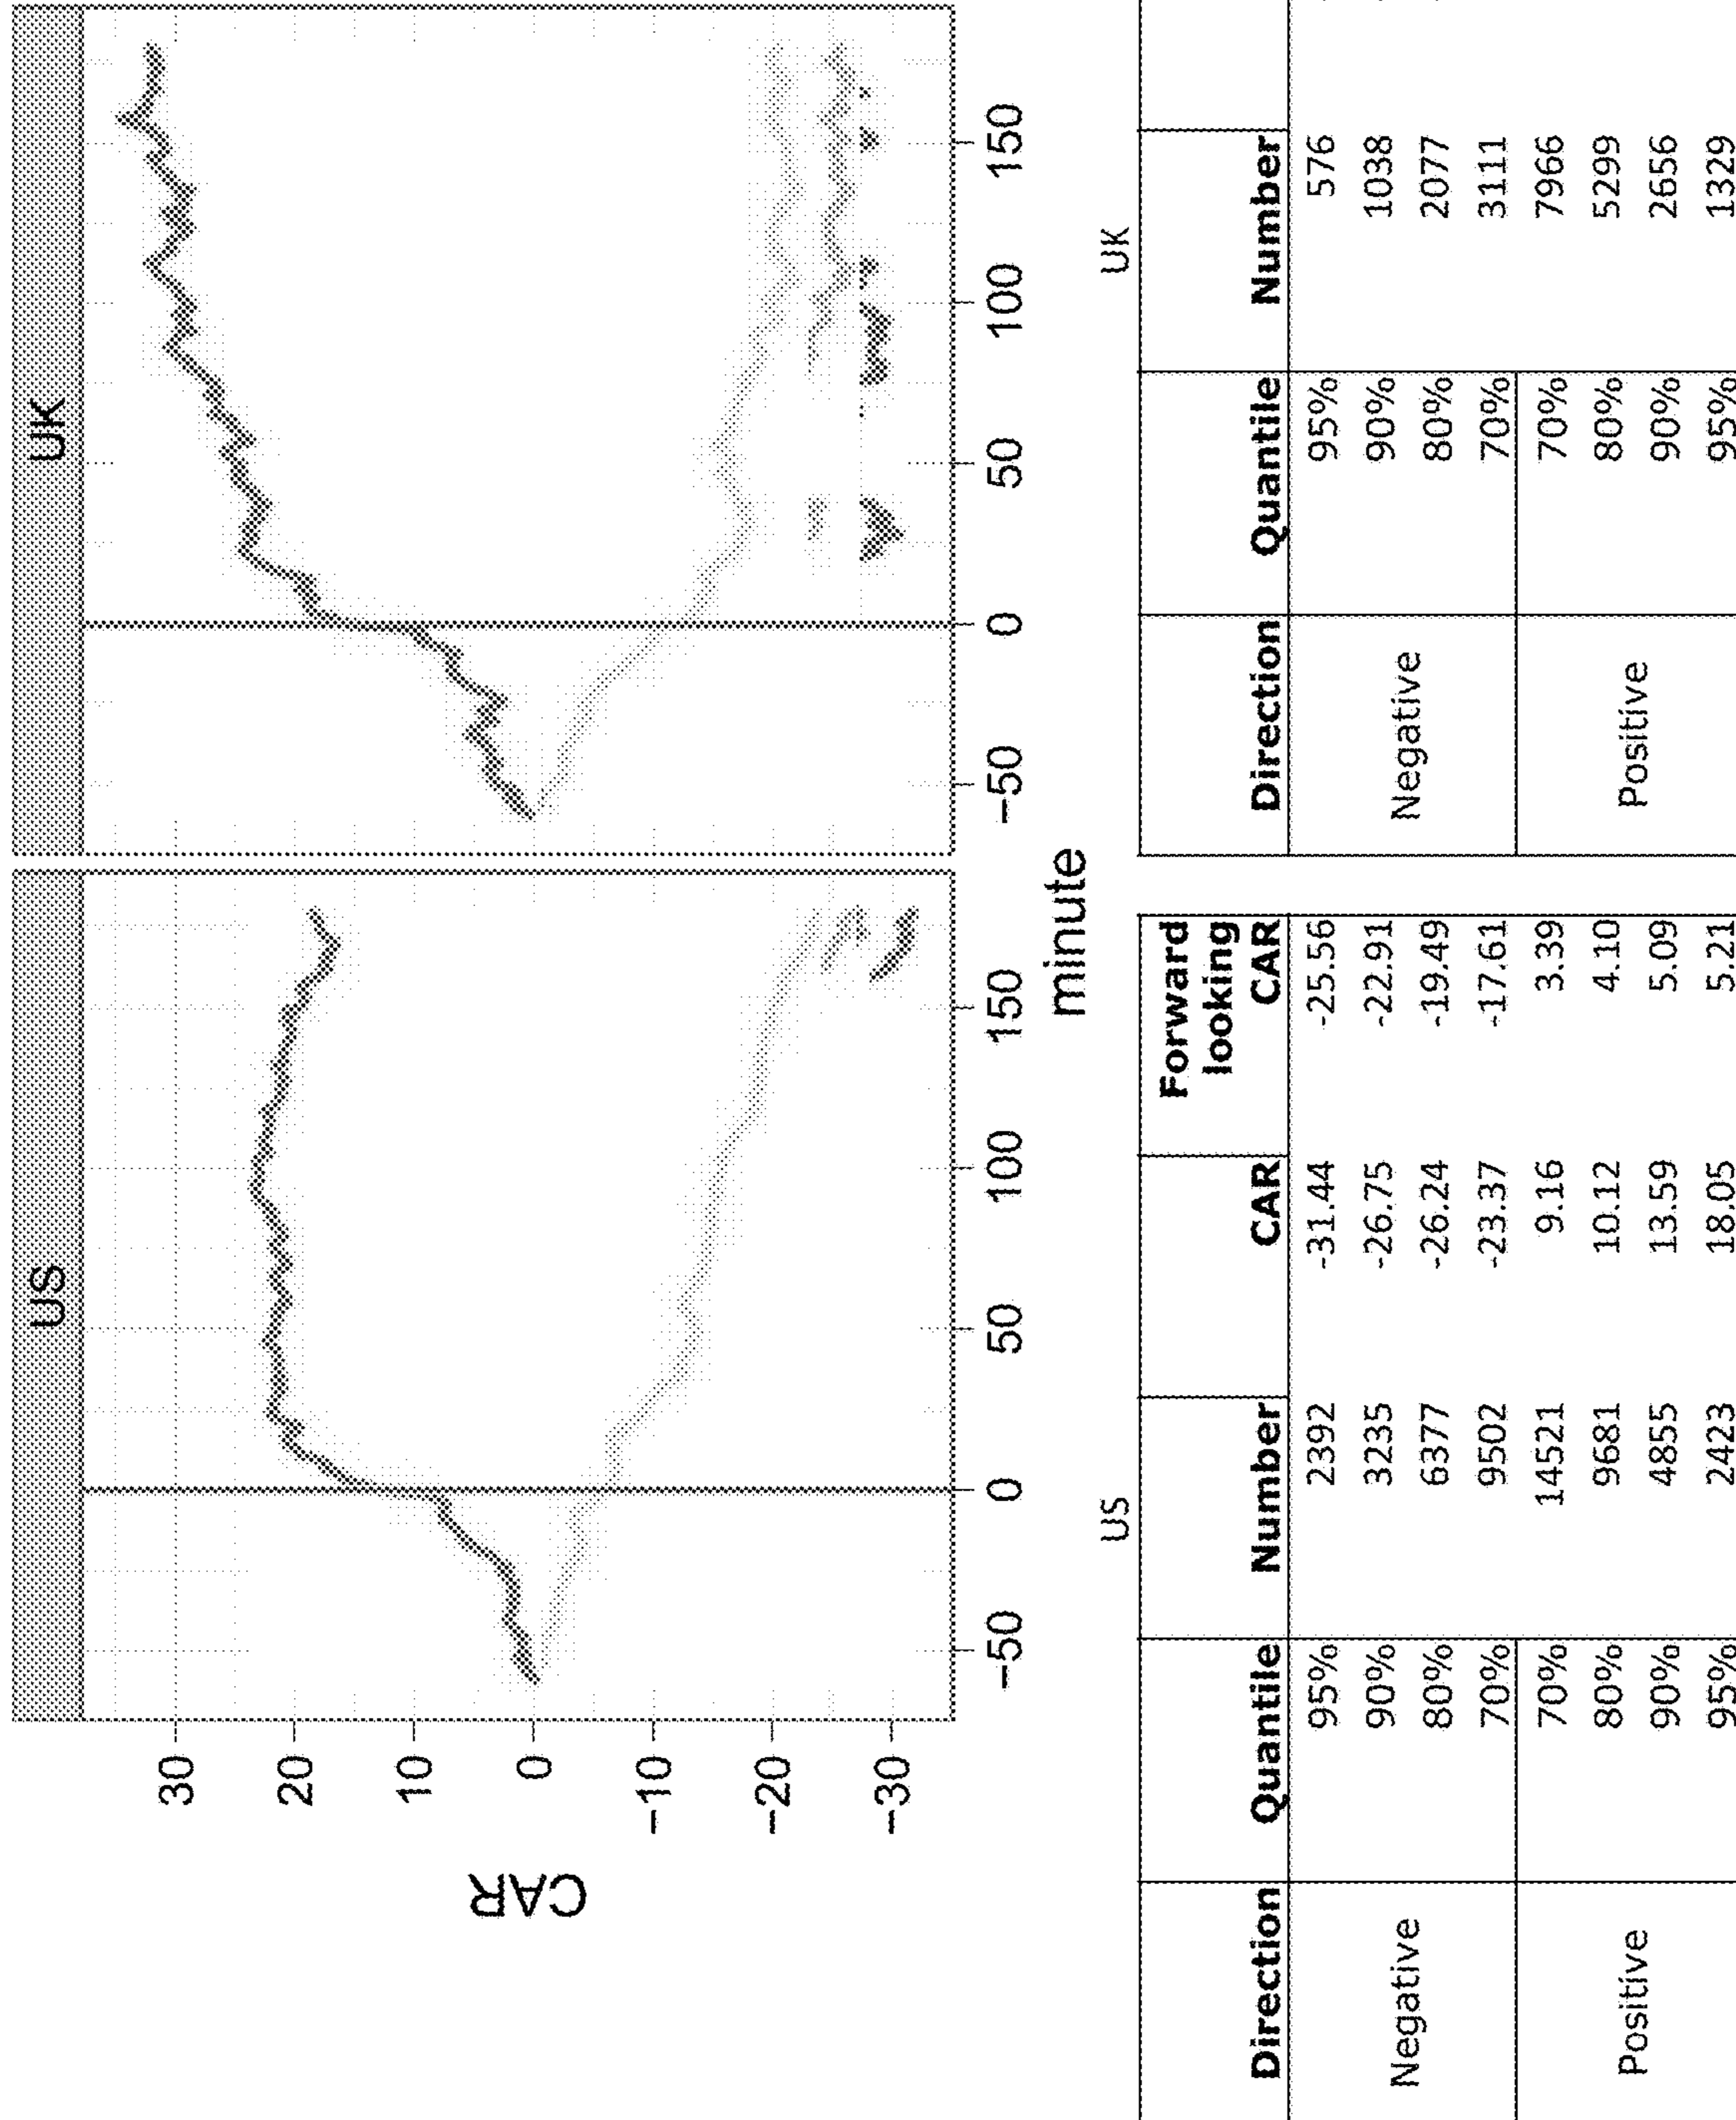 US UK
30
20
10
0
−10
−20
−30
CAR
−50 0 50 100 150 −50 0 50 100 150
minute
US
Direction Quantile Number CAR Forward looking CAR
Negative 95% 2392 -31.44 -25.56
90% 3235 -26.75 -22.91
80% 6377 -26.24 -19.49
70% 9502 -23.37 -17.61
Positive 70% 14521 9.16 3.39
80% 9681 10.12 4.10
90% 4855 13.59 5.09
95% 2423 18.05 5.21
UK
Direction Quantile Number
Negative 95% 576
90% 1038
80% 2077
70% 3111
Positive 70% 7966
80% 5299
90% 2656
95% 1329